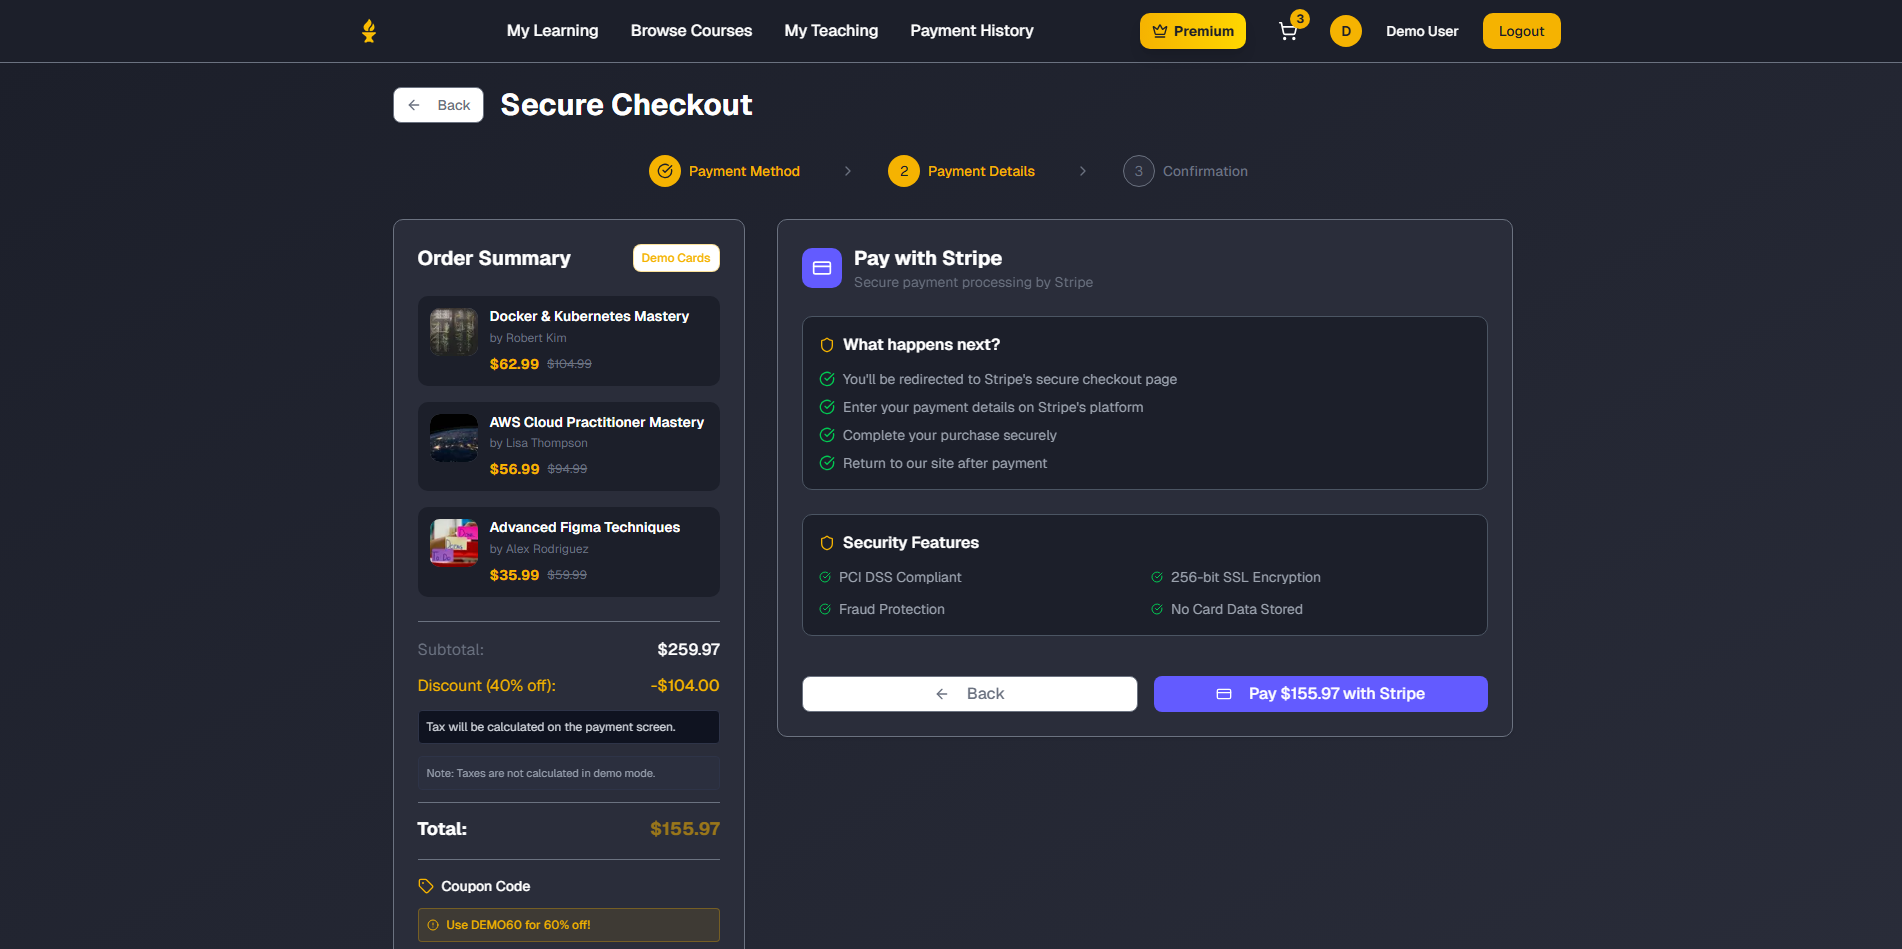 My Learning
Browse Courses
My Teaching
Payment History
Premium
3
D
Demo User
Logout
Back
Secure Checkout
Payment Method
2
Payment Details
3
Confirmation
Order Summary
Demo Cards
Docker & Kubernetes Mastery
by Robert Kim
$62.99 $104.99
AWS Cloud Practitioner Mastery
by Lisa Thompson
$56.99 $94.99
Advanced Figma Techniques
by Alex Rodriguez
$35.99 $59.99
Subtotal: $259.97
Discount (40% off): -$104.00
Tax will be calculated on the payment screen.
Note: Taxes are not calculated in demo mode.
Total: $155.97
Coupon Code
Use DEMO60 for 60% off!
Pay with Stripe
Secure payment processing by Stripe
What happens next?
You'll be redirected to Stripe's secure checkout page
Enter your payment details on Stripe's platform
Complete your purchase securely
Return to our site after payment
Security Features
PCI DSS Compliant
256-bit SSL Encryption
Fraud Protection
No Card Data Stored
Back
Pay $155.97 with Stripe